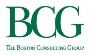 BCG
THE BOSTON CONSULTING GROUP